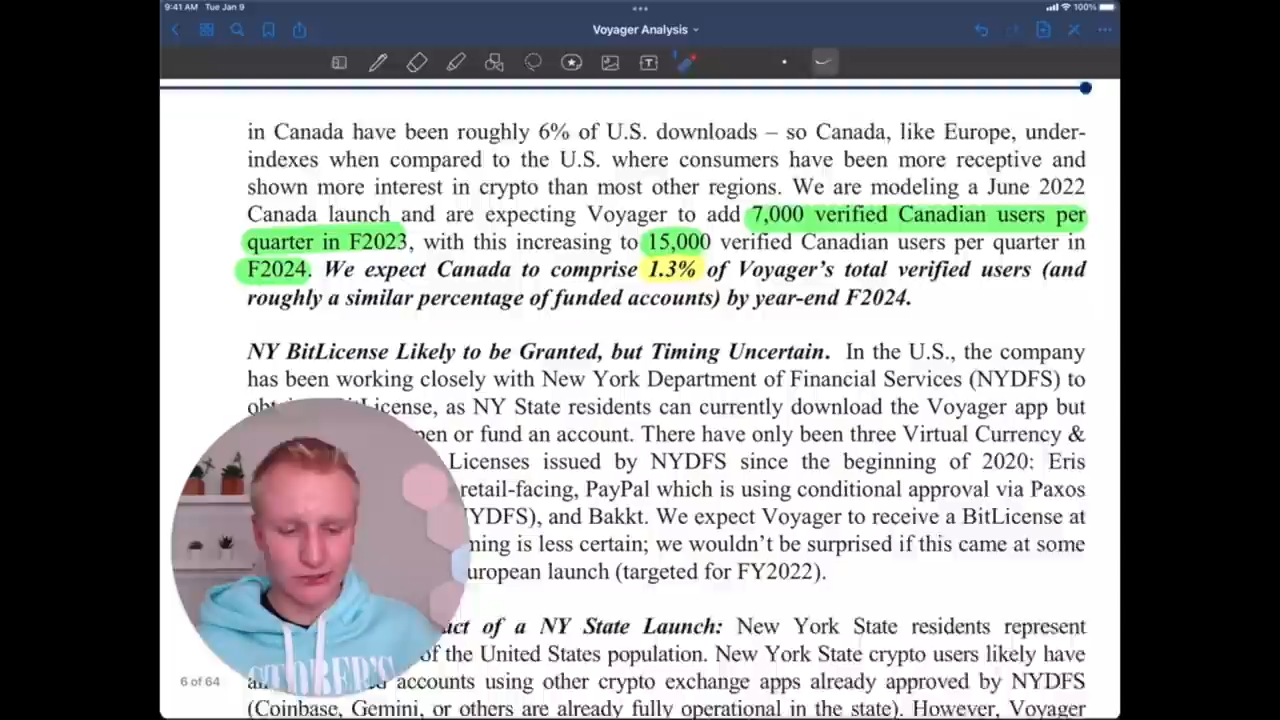 9:41 AM Tue Jan 9
100%
Voyager Analysis
in Canada have been roughly 6% of U.S. downloads – so Canada, like Europe, under-
indexes when compared to the U.S. where consumers have been more receptive and
shown more interest in crypto than most other regions. We are modeling a June 2022
Canada launch and are expecting Voyager to add 7,000 verified Canadian users per
quarter in F2023, with this increasing to 15,000 verified Canadian users per quarter in
F2024. We expect Canada to comprise 1.3% of Voyager's total verified users (and
roughly a similar percentage of funded accounts) by year-end F2024.
NY BitLicense Likely to be Granted, but Timing Uncertain. In the U.S., the company
has been working closely with New York Department of Financial Services (NYDFS) to
License, as NY State residents can currently download the Voyager app but
or fund an account. There have only been three Virtual Currency &
Licenses issued by NYDFS since the beginning of 2020: Eris
retail-facing, PayPal which is using conditional approval via Paxos
YDFS), and Bakkt. We expect Voyager to receive a BitLicense at
is less certain; we wouldn't be surprised if this came at some
uropean launch (targeted for FY2022).
of a NY State Launch: New York State residents represent
of the United States population. New York State crypto users likely have
accounts using other crypto exchange apps already approved by NYDFS
(Coinbase, Gemini, or others are already fully operational in the state). However, Voyager
6 of 64